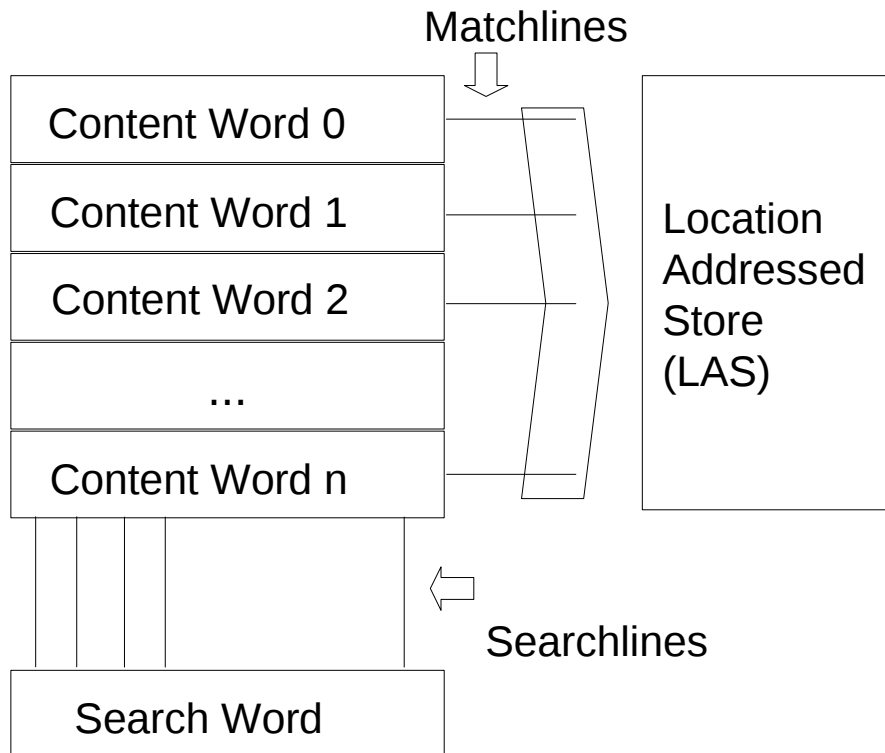 Matchlines
Content Word 0
Content Word 1
Content Word 2
...
Content Word n
Location
Addressed
Store
(LAS)
Searchlines
Search Word